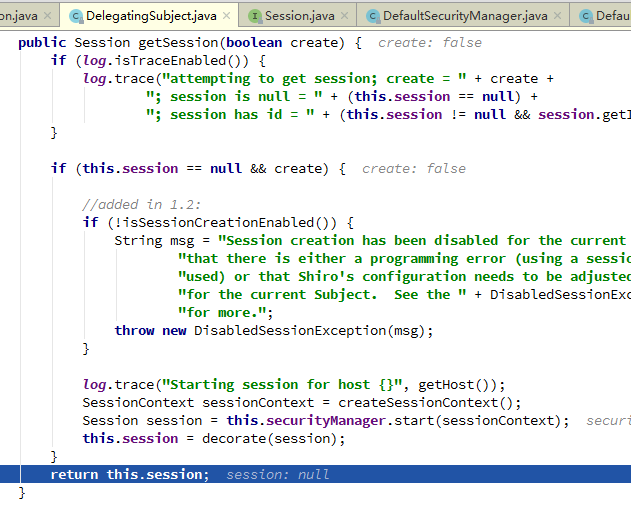 on.java DelegatingSubject.java Session.java DefaultSecurityManager.java Defau
public Session getSession(boolean create) { create: false
if (log.isTraceEnabled()) {
log.trace("attempting to get session; create = " + create +
"; session is null = " + (this.session == null) +
"; session has id = " + (this.session != null && session.getI
}
if (this.session == null && create) { create: false
//added in 1.2:
if (!isSessionCreationEnabled()) {
String msg = "Session creation has been disabled for the current
"that there is either a programming error (using a sessio
"used) or that Shiro's configuration needs to be adjusted
"for the current Subject.  See the " + DisabledSessionExc
"for more.";
throw new DisabledSessionException(msg);
}
log.trace("Starting session for host {}", getHost());
SessionContext sessionContext = createSessionContext();
Session session = this.securityManager.start(sessionContext); securi
this.session = decorate(session);
}
return this.session; session: null
}